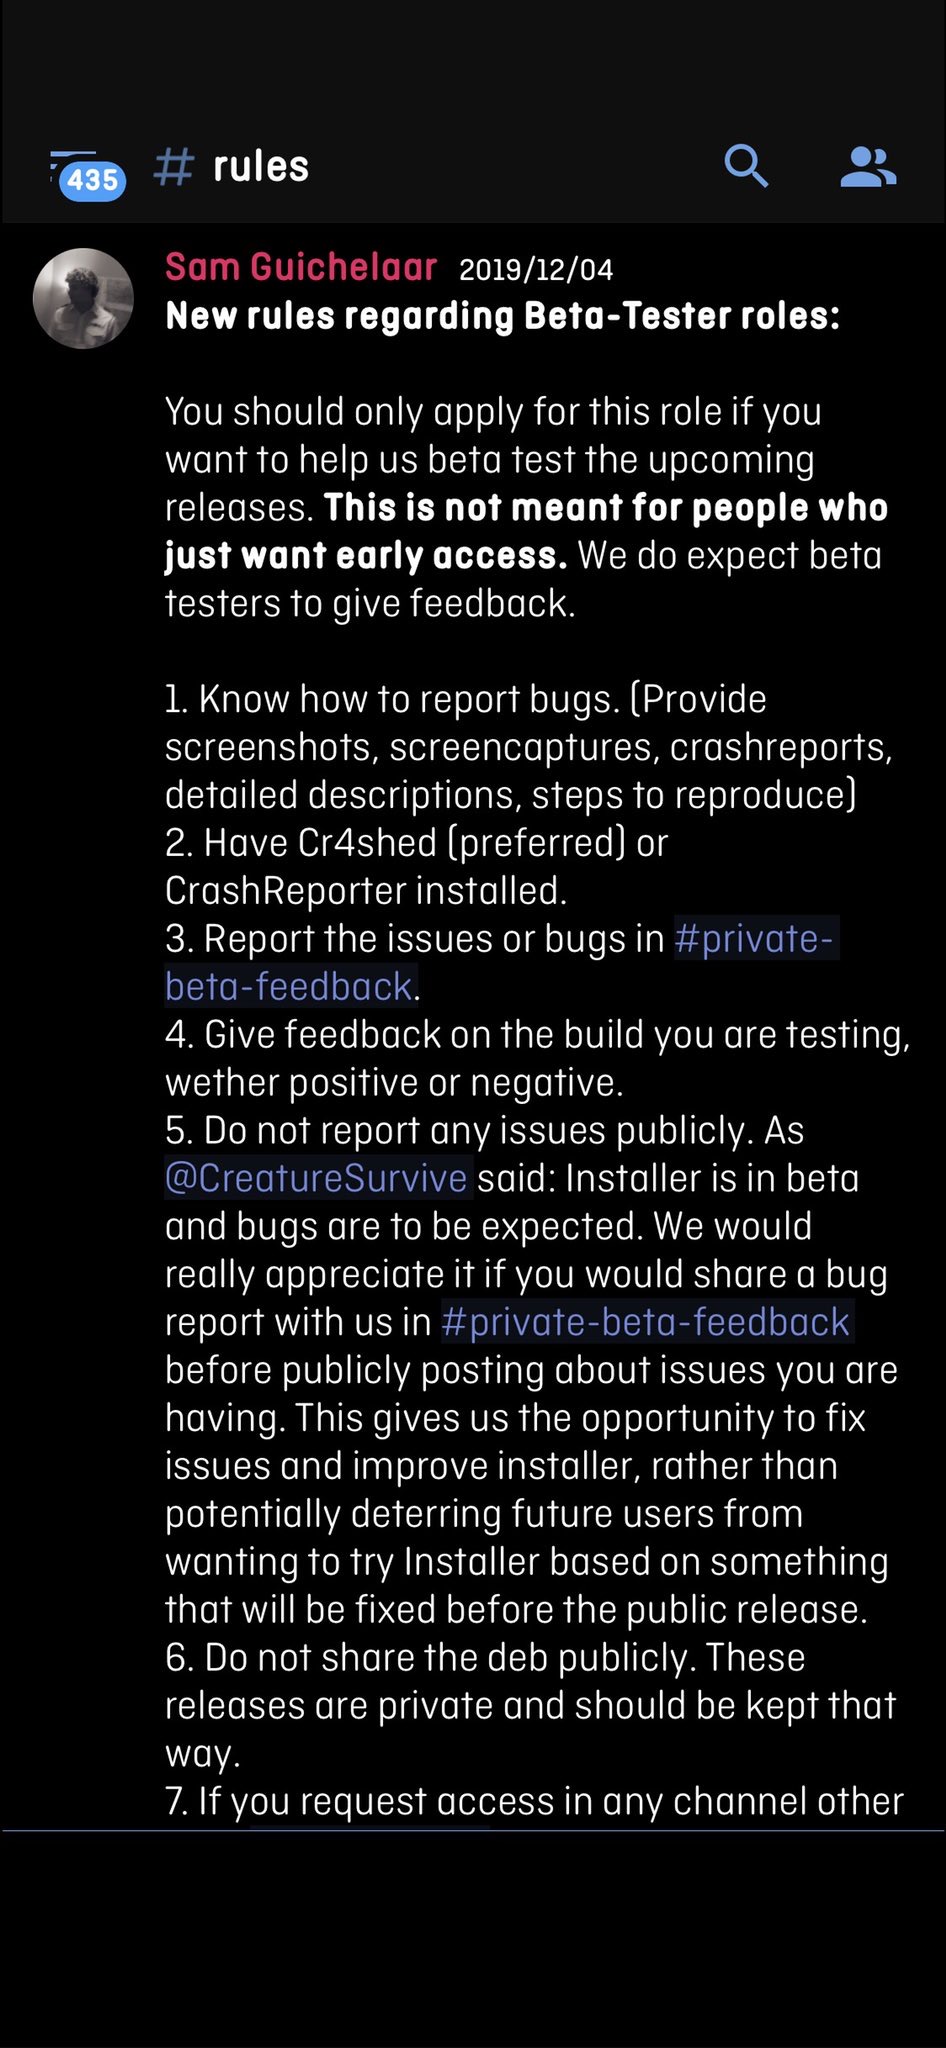 435
# rules
Sam Guichelaar 2019/12/04
New rules regarding Beta-Tester roles:
You should only apply for this role if you
want to help us beta test the upcoming
releases. This is not meant for people who
just want early access. We do expect beta
testers to give feedback.
1. Know how to report bugs. (Provide
screenshots, screencaptures, crashreports,
detailed descriptions, steps to reproduce)
2. Have Cr4shed (preferred) or
CrashReporter installed.
3. Report the issues or bugs in #private-
beta-feedback.
4. Give feedback on the build you are testing,
wether positive or negative.
5. Do not report any issues publicly. As
@CreatureSurvive said: Installer is in beta
and bugs are to be expected. We would
really appreciate it if you would share a bug
report with us in #private-beta-feedback
before publicly posting about issues you are
having. This gives us the opportunity to fix
issues and improve installer, rather than
potentially deterring future users from
wanting to try Installer based on something
that will be fixed before the public release.
6. Do not share the deb publicly. These
releases are private and should be kept that
way.
7. If you request access in any channel other